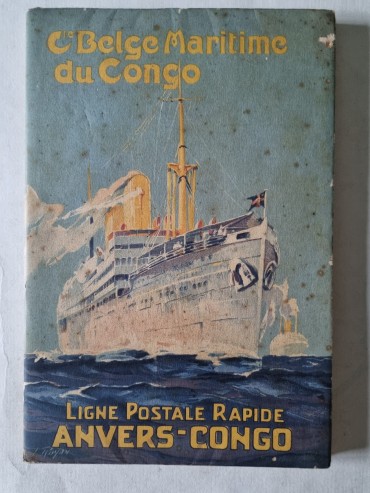 Cie Belge Maritime
du Congo
LIGNE POSTALE RAPIDE
ANVERS-CONGO